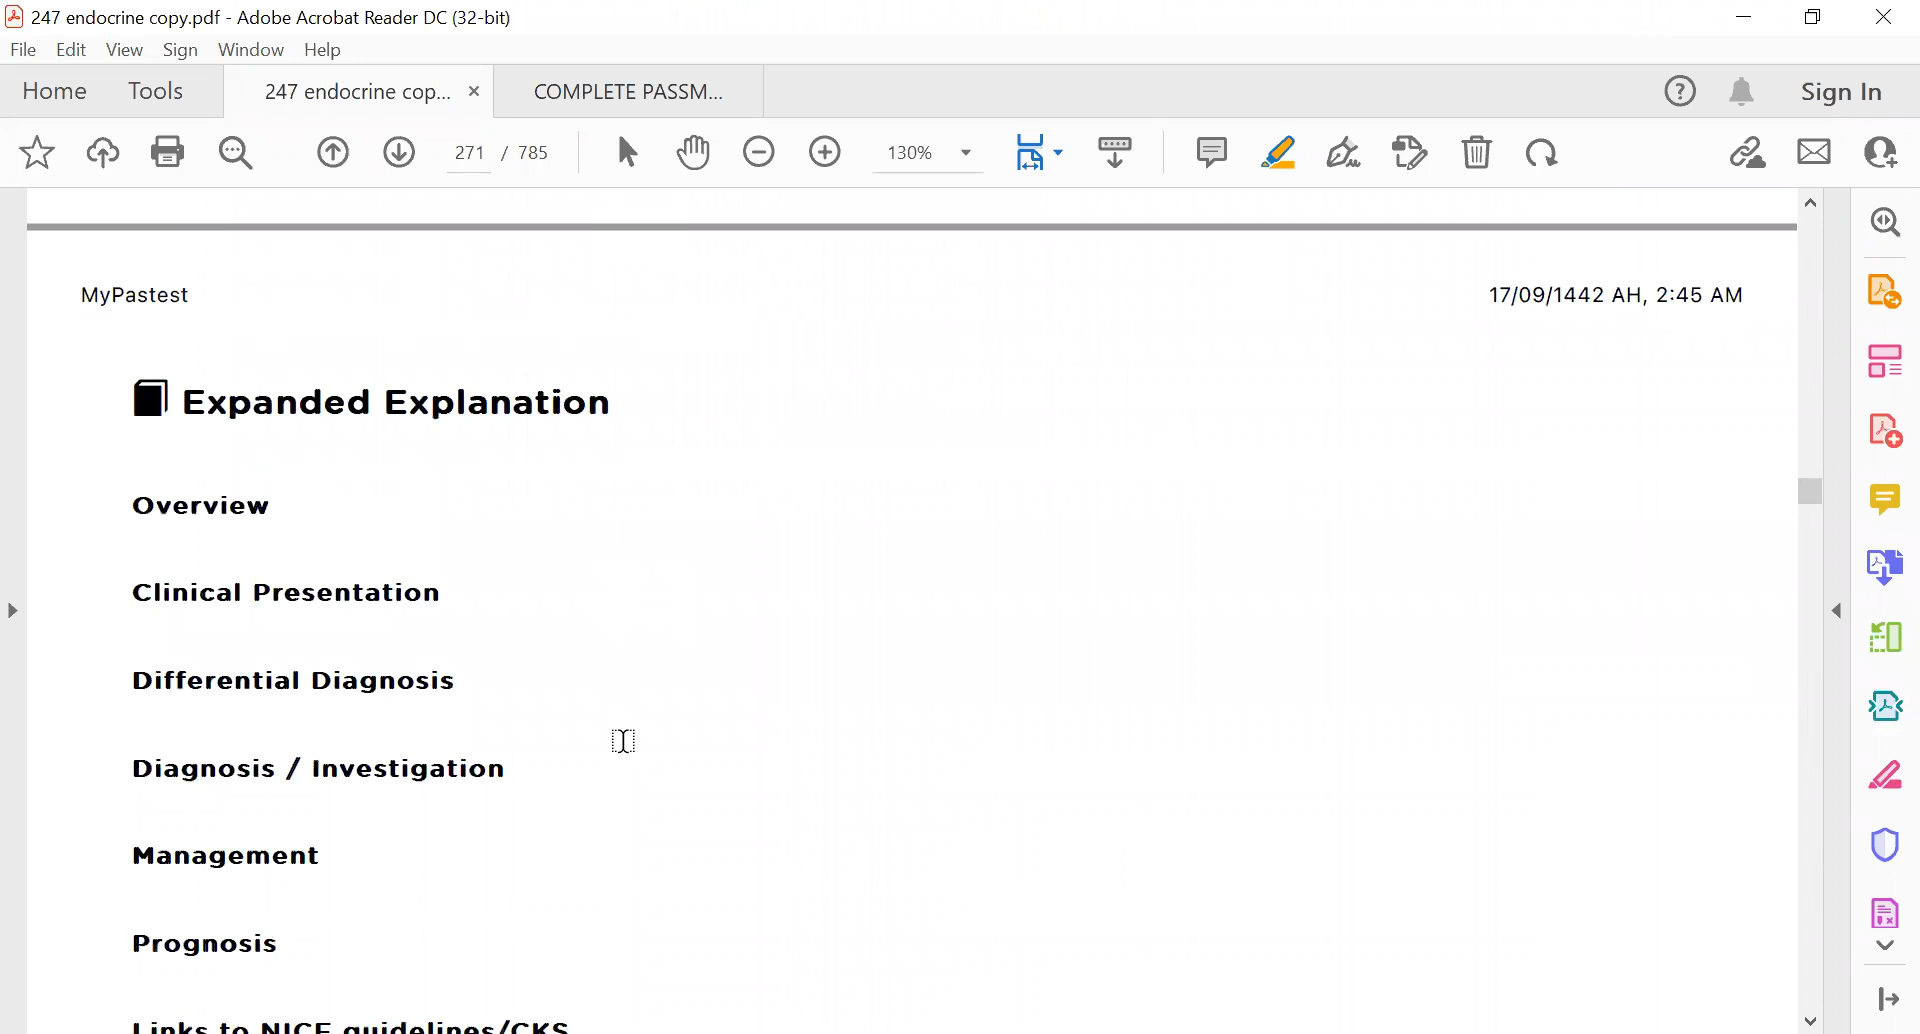 247 endocrine copy.pdf - Adobe Acrobat Reader DC (32-bit)
File Edit View Sign Window Help
Home Tools 247 endocrine cop... × COMPLETE PASSM... Sign In
271 / 785 130%
MyPastest 17/09/1442 AH, 2:45 AM
Expanded Explanation
Overview
Clinical Presentation
Differential Diagnosis
Diagnosis / Investigation
Management
Prognosis
Links to NICE guidelines/CKS